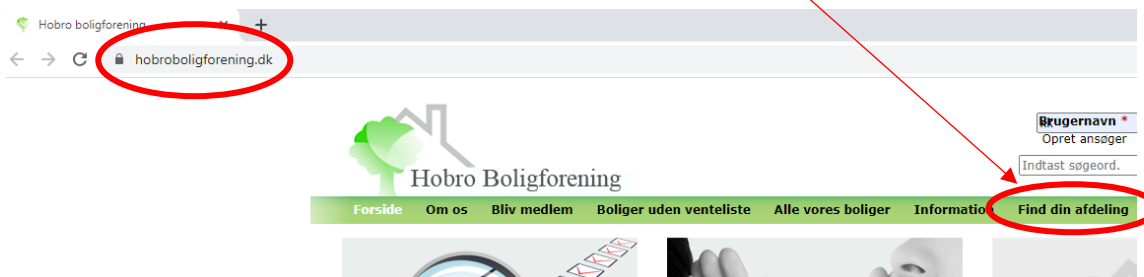 Hobro boligforening
hobroboligforening.dk
Brugernavn *
Opret ansøger
Hobro Boligforening
Indtast søgeord.
Forside Om os Bliv medlem Boliger uden venteliste Alle vores boliger Information Find din afdeling